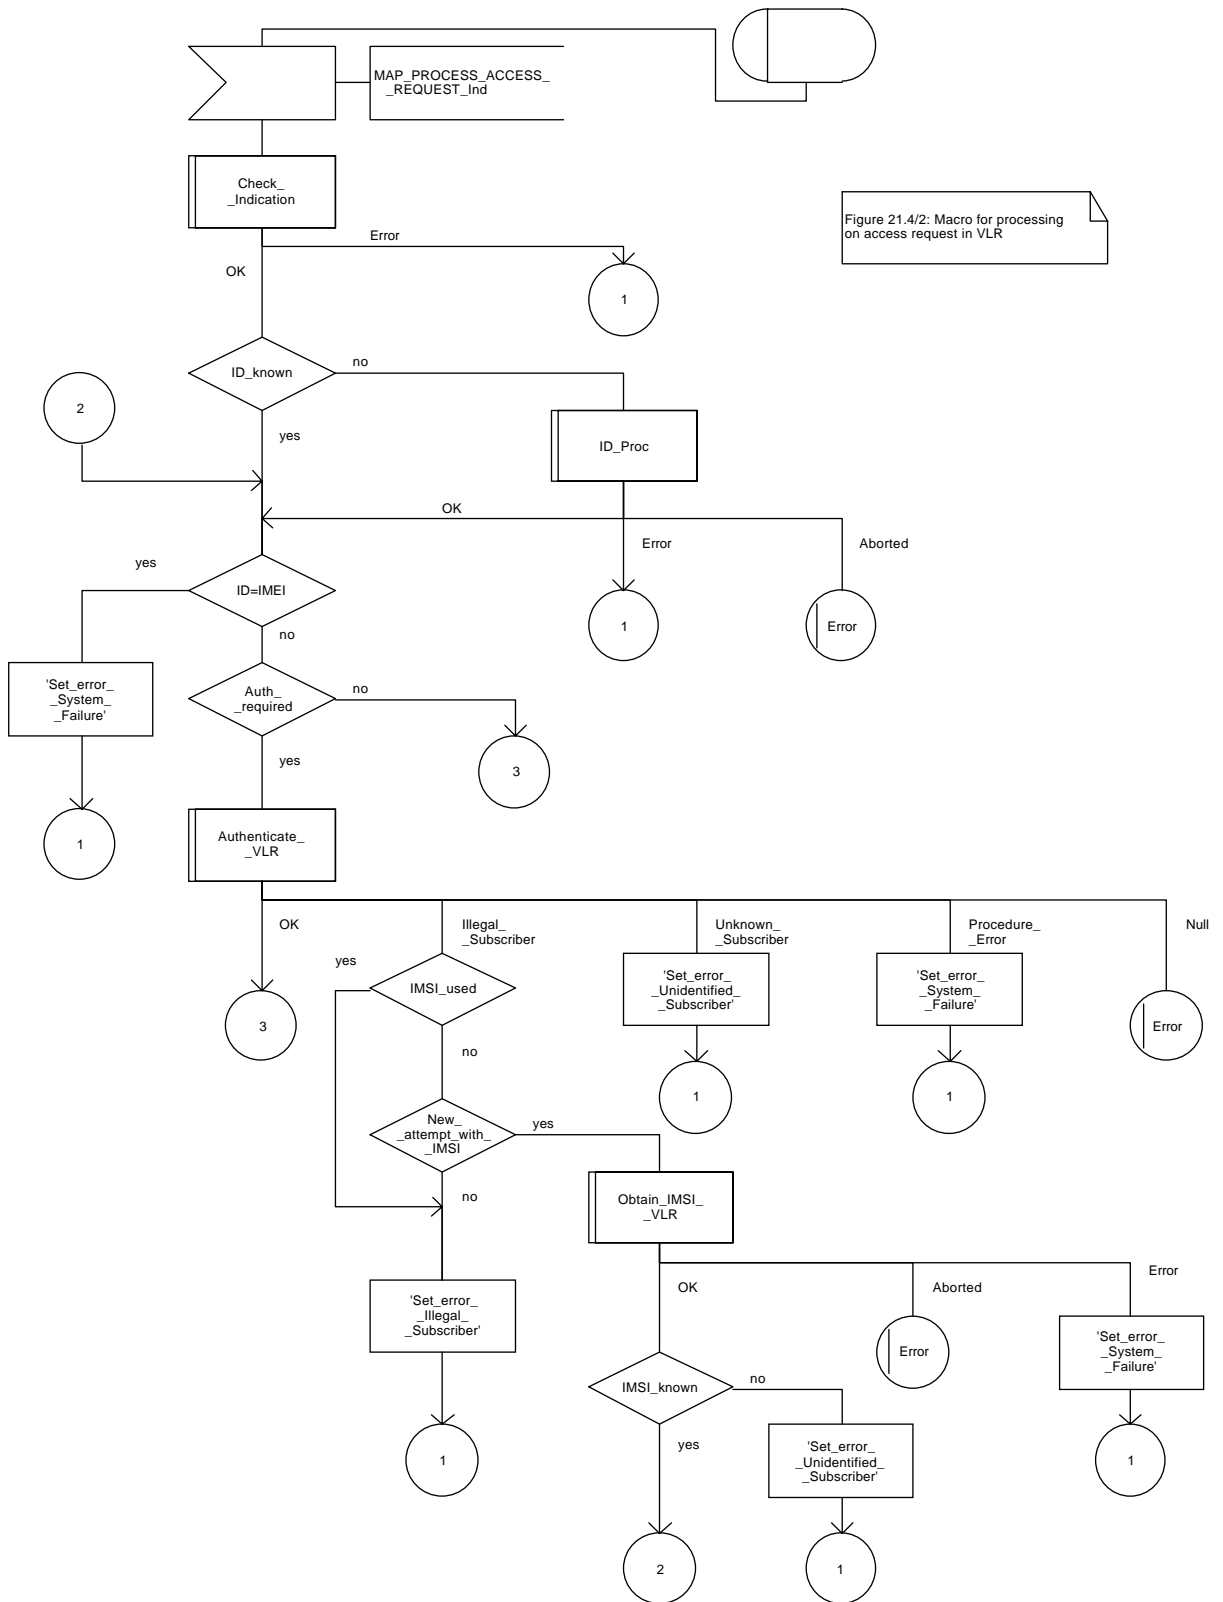 MAP_PROCESS_ACCESS_
_REQUEST_Ind
Check_
_Indication
Figure 21.4/2: Macro for processing
on access request in VLR
Error
OK
1
ID_known
no
2
yes
ID_Proc
OK
Error
Aborted
yes
ID=IMEI
1
Error
no
'Set_error_
_System_
_Failure'
Auth_
_required
no
yes
3
1
Authenticate_
_VLR
OK
Illegal_
_Subscriber
Unknown_
_Subscriber
Procedure_
_Error
Null
yes
IMSI_used
'Set_error_
_Unidentified_
_Subscriber'
'Set_error_
_System_
_Failure'
3
Error
no
1
1
New_
_attempt_with_
_IMSI
yes
no
Obtain_IMSI_
_VLR
OK
Aborted
Error
'Set_error_
_Illegal_
_Subscriber'
Error
'Set_error_
_System_
_Failure'
IMSI_known
no
yes
'Set_error_
_Unidentified_
_Subscriber'
1
1
2
1